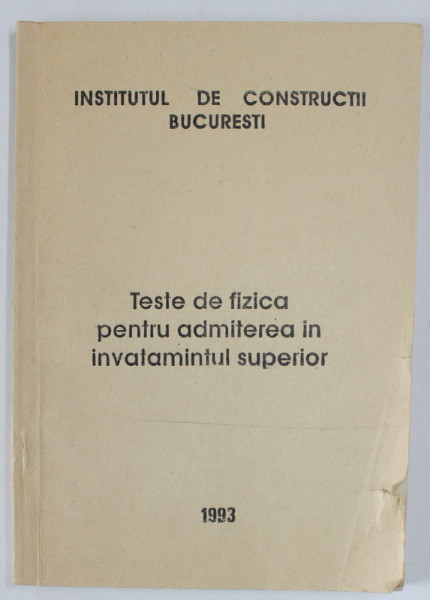 INSTITUTUL DE CONSTRUCTII
BUCURESTI
Teste de fizica
pentru admiterea in
invatamintul superior
1993